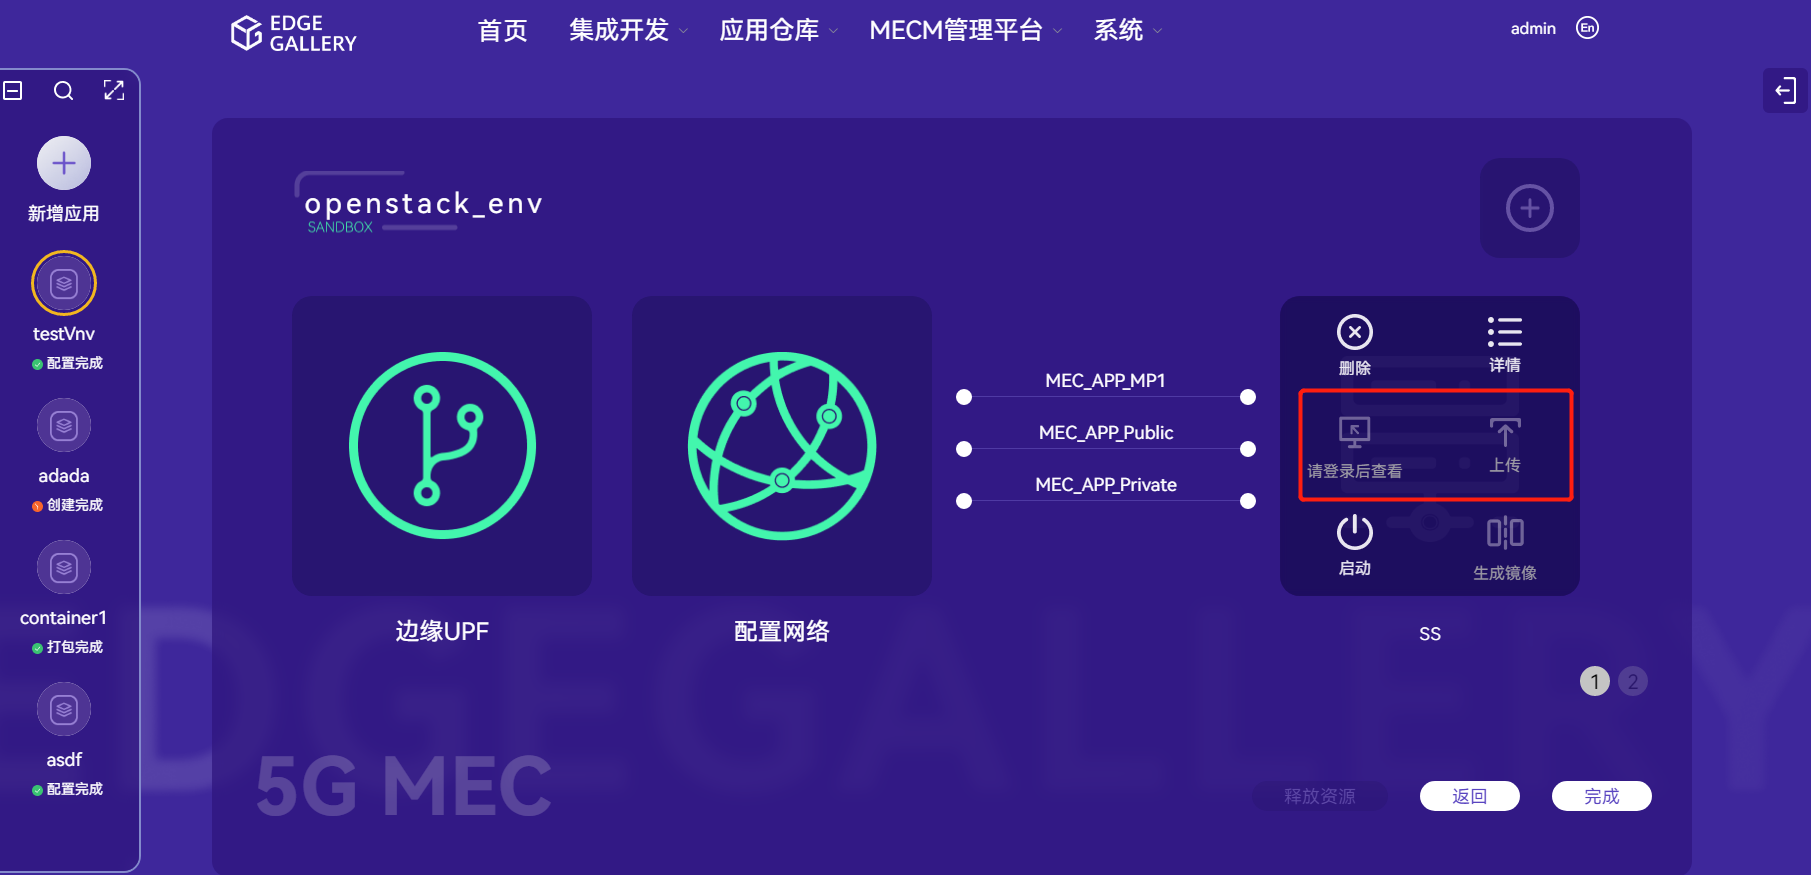 EDGE
GALLERY
首页
集成开发
应用仓库
MECM管理平台
系统
admin
En
新增应用
testVnv
配置完成
adada
创建完成
container1
打包完成
asdf
配置完成
openstack_env
SANDBOX
边缘UPF
配置网络
MEC_APP_MP1
MEC_APP_Public
MEC_APP_Private
删除
详情
请登录后查看
上传
启动
生成镜像
SS
1
2
EDGEGALLERY
5G MEC
释放资源
返回
完成